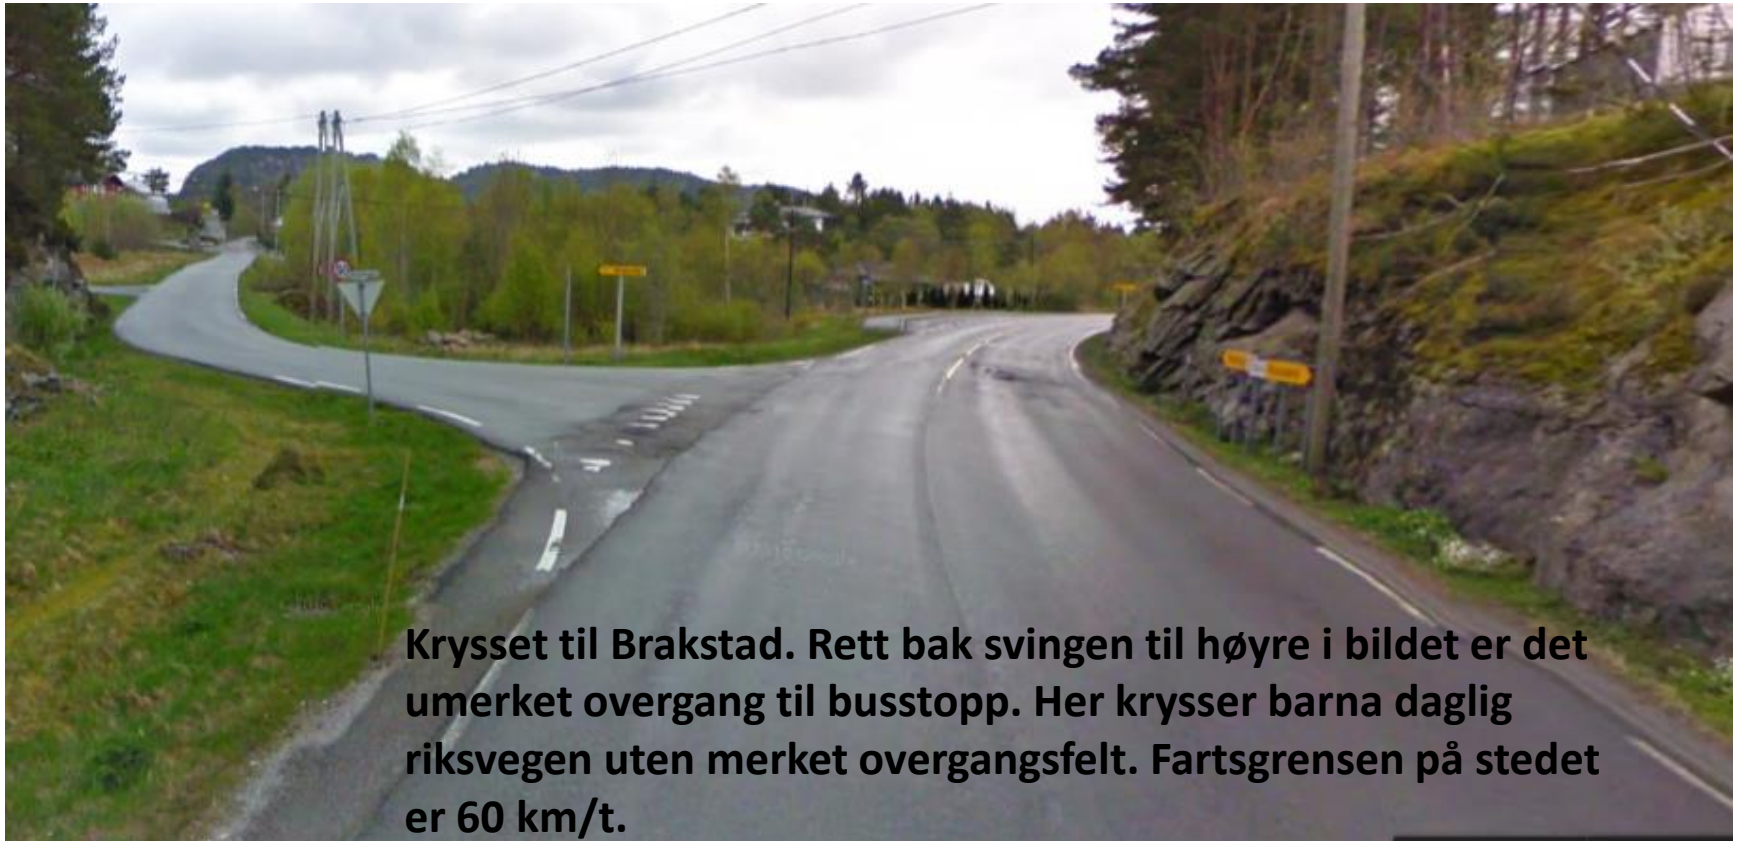 50
Krysset til Brakstad. Rett bak svingen til høyre i bildet er det
umerket overgang til busstopp. Her krysser barna daglig
riksvegen uten merket overgangsfelt. Fartsgrensen på stedet
er 60 km/t.